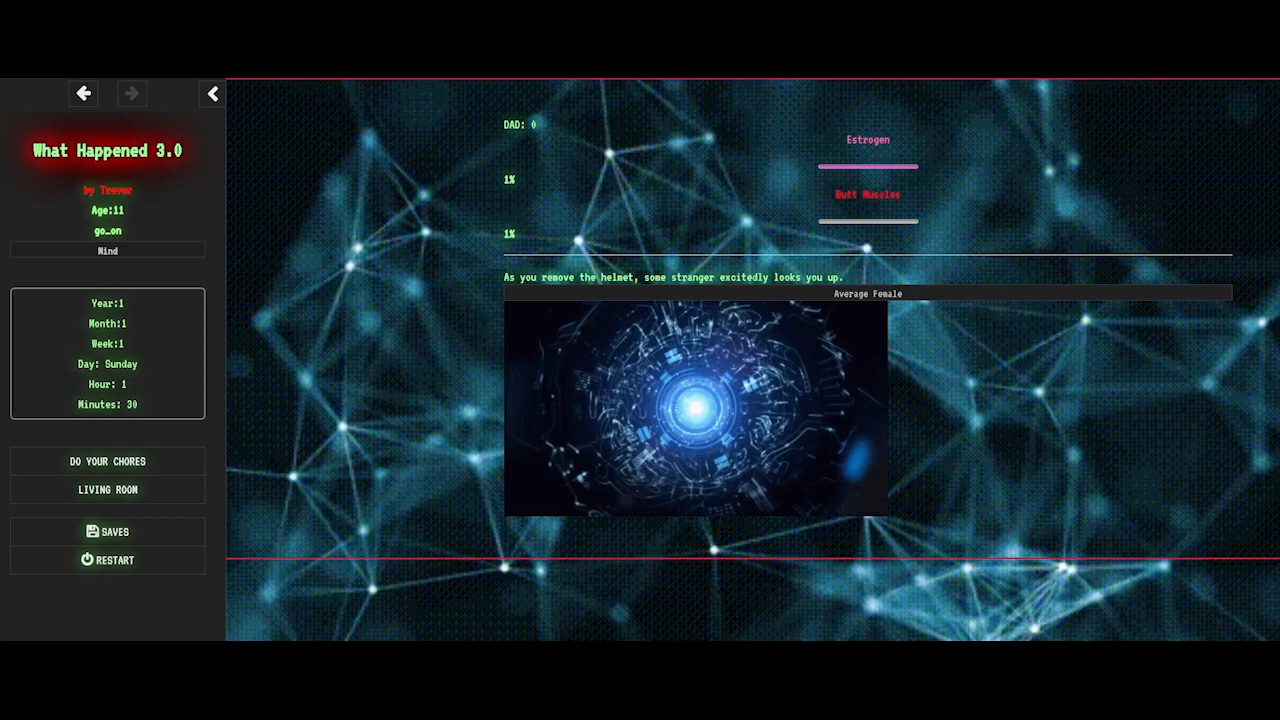 What Happened 3.0
by Trever
Age:11
go_on
Mind
Year:1
Month:1
Week:1
Day: Sunday
Hour: 1
Minutes: 30
DO YOUR CHORES
LIVING ROOM
SAVES
RESTART
DAD: 0
Estrogen
1%
Butt Muscles
1%
As you remove the helmet, some stranger excitedly looks you up.
Average Female